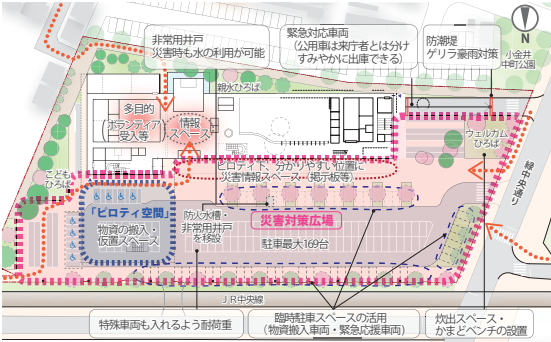 非常用井戸
災害時も水の利用が可能
緊急対応車両
(公用車は来庁者とは分け
すみやかに出庫できる)
防潮堤
ゲリラ豪雨対策
N
小金井
中町公園
親水ひろば
多目的
(ボランティア
受入等)
情報
スペース
ウェルカム
ひろば
緑中央通り
こども
ひろば
ピロティ下、分かりやすい位置に
災害情報スペース(掲示板等)
「ピロティ空間」
物資の搬入・
仮置スペース
防火水槽・
非常用井戸
を移設
災害対策広場
駐車最大169台
JR中央線
特殊車両も入れるよう耐荷重
臨時駐車スペースの活用
(物資搬入車両・緊急応援車両)
炊出スペース・
かまどベンチの設置